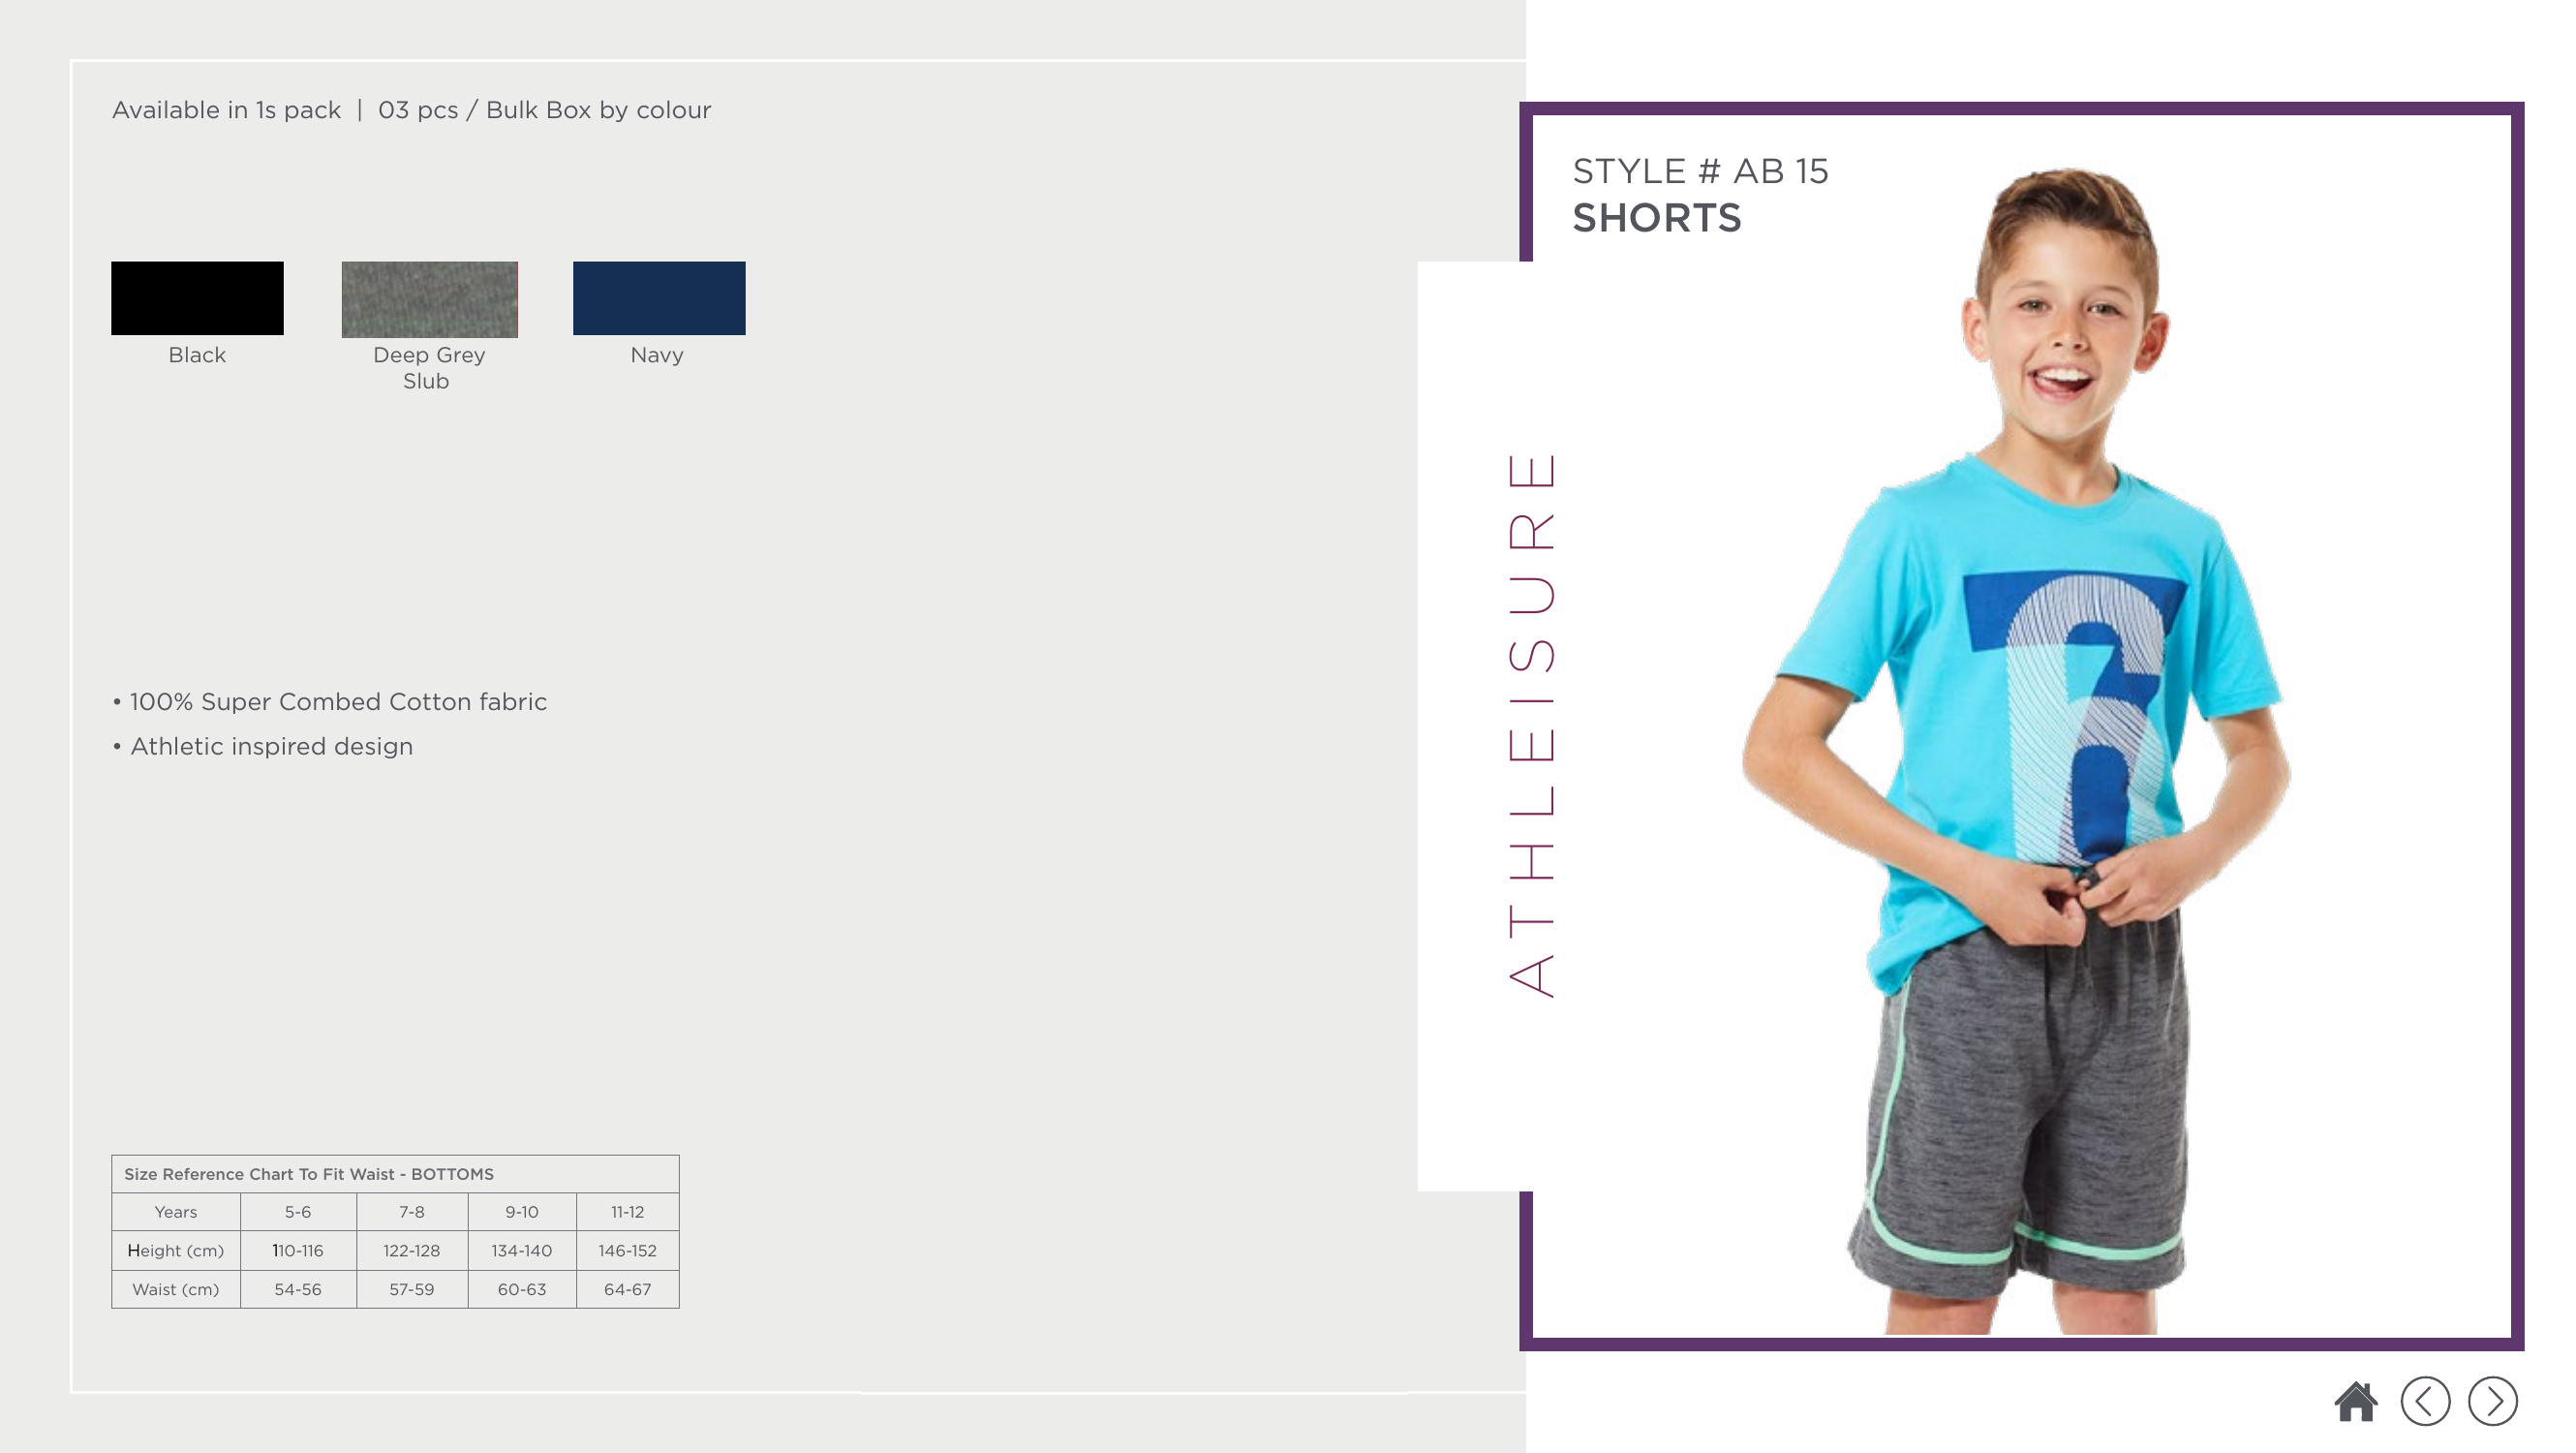 Available in 1s pack | 03 pcs / Bulk Box by colour
Black
Deep Grey
Slub
Navy
• 100% Super Combed Cotton fabric
• Athletic inspired design
Size Reference Chart To Fit Waist - BOTTOMS
Years 5-6 7-8 9-10 11-12
Height (cm) 110-116 122-128 134-140 146-152
Waist (cm) 54-56 57-59 60-63 64-67
ATHLEISURE
STYLE # AB 15
SHORTS